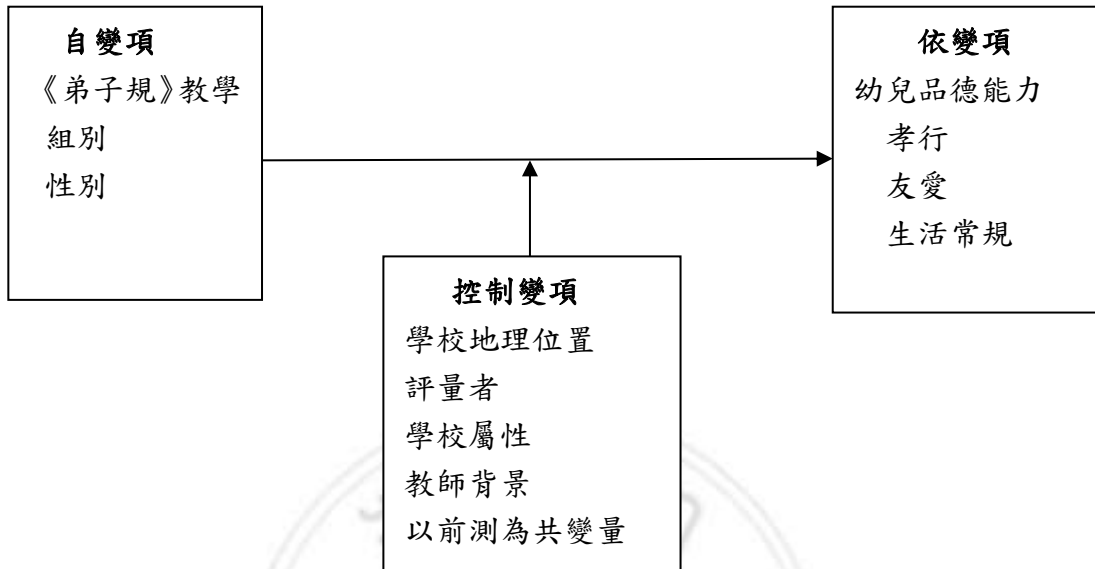 自變項
《弟子規》教學
組別
性別
依變項
幼兒品德能力
孝行
友愛
生活常規
控制變項
學校地理位置
評量者
學校屬性
教師背景
以前測為共變量